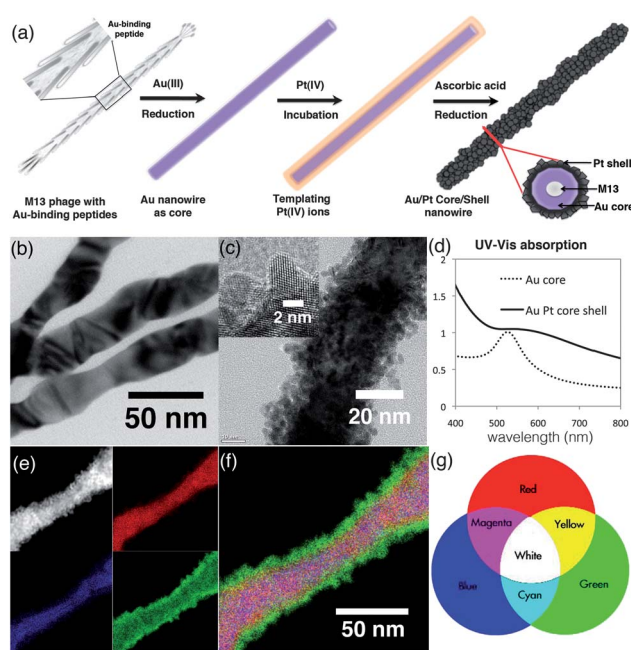 (a)
Au-binding
peptide
Au(III)
Reduction
Pt(IV)
Incubation
Ascorbic acid
Reduction
Pt shell
M13
Au core
M13 phage with
Au-binding peptides
Au nanowire
as core
Templating
Pt(IV) ions
Au/Pt Core/Shell
nanowire
(b)
50 nm
(c)
2 nm
20 nm
(d)
UV-Vis absorption
Au core
Au Pt core shell
2
1.5
1
0.5
0
400 500 600 700 800
wavelength (nm)
(e)
(f)
50 nm
(g)
Red
Magenta
Yellow
White
Blue
Green
Cyan